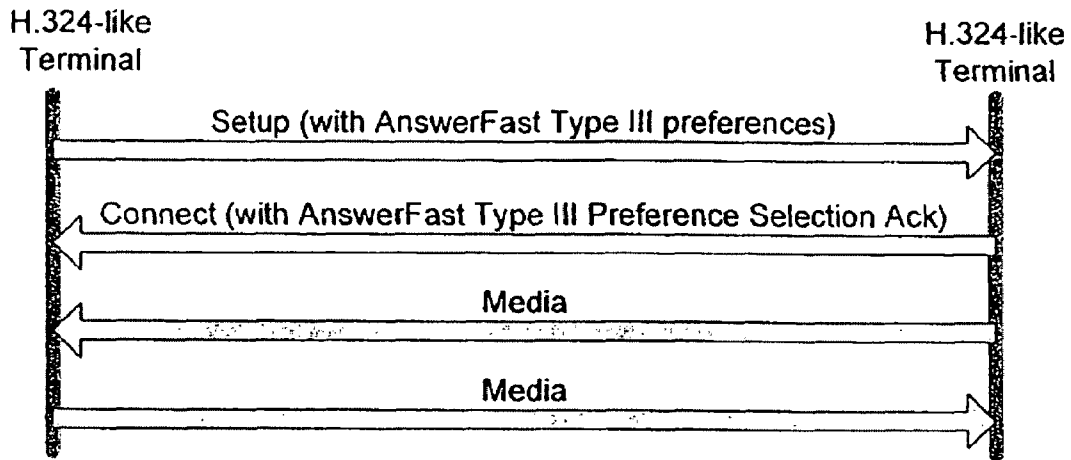 H.324-like
Terminal
H.324-like
Terminal
Setup (with AnswerFast Type III preferences)
Connect (with AnswerFast Type III Preference Selection Ack)
Media
Media